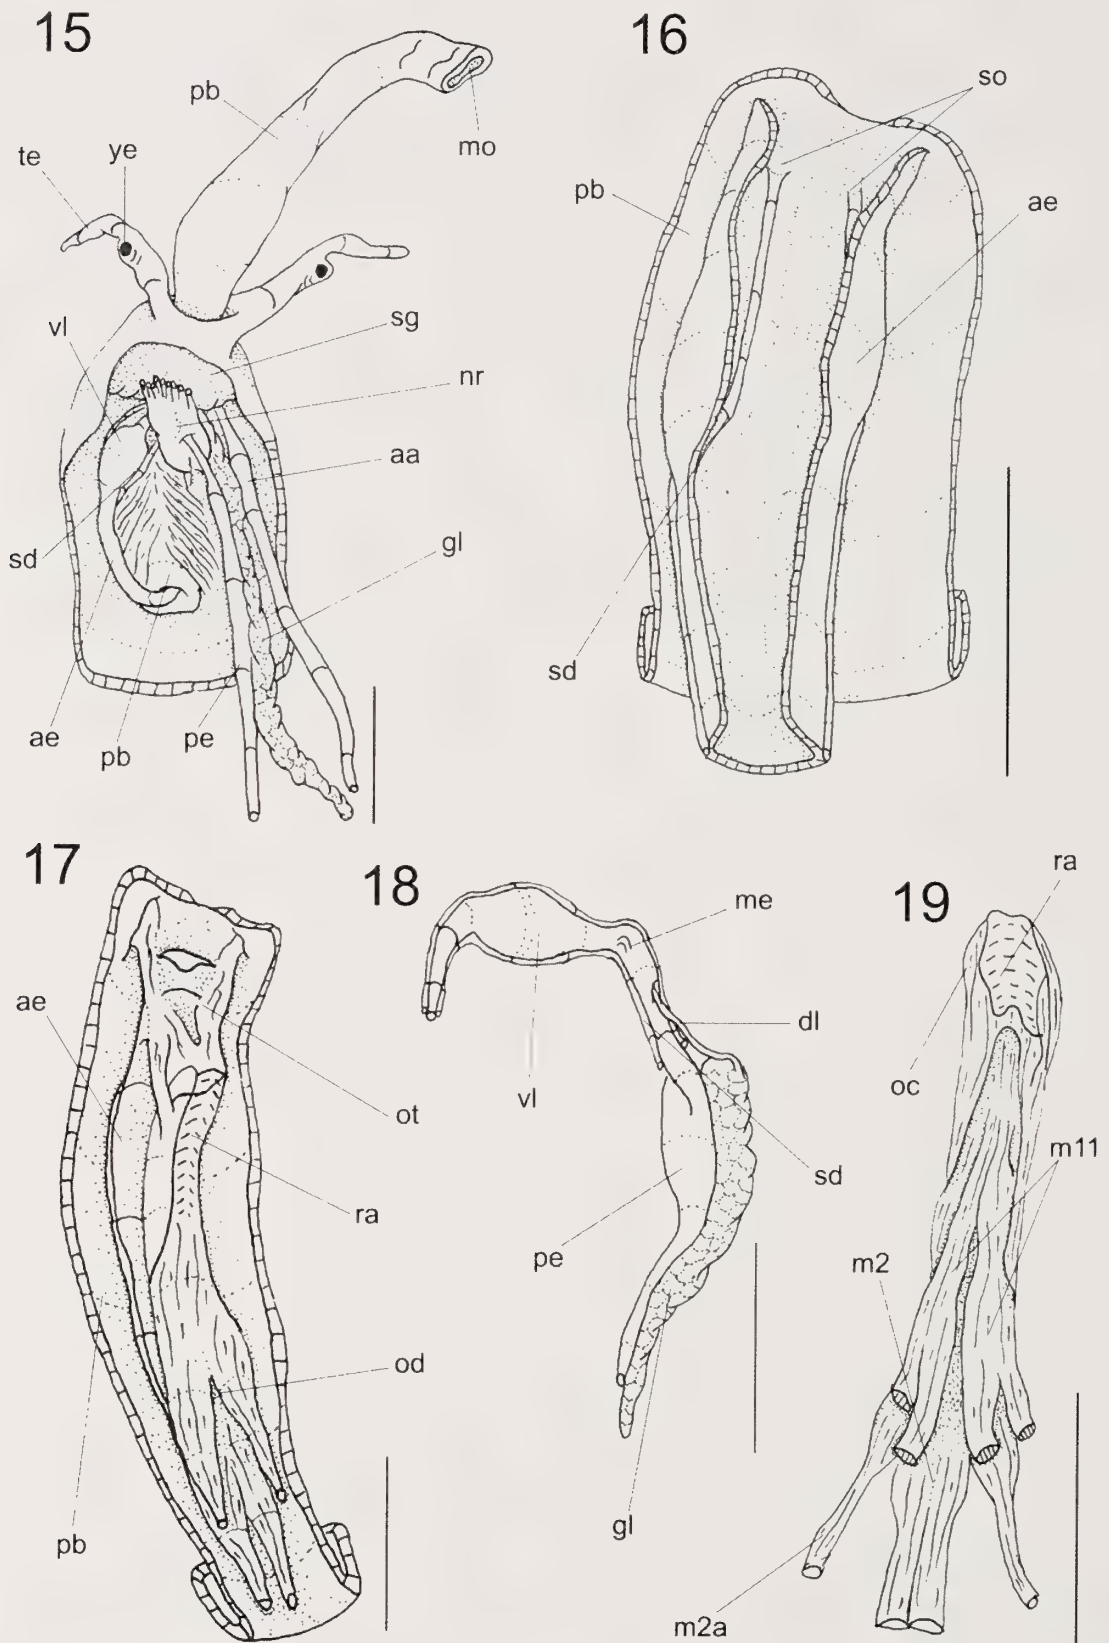 15
pb
mo
te
ye
vl
sg
nr
aa
sd
gl
ae
pb
pe
16
so
pb
ae
sd
17
ae
ot
ra
od
pb
18
me
dl
vl
sd
pe
gl
19
ra
oc
m11
m2
m2a